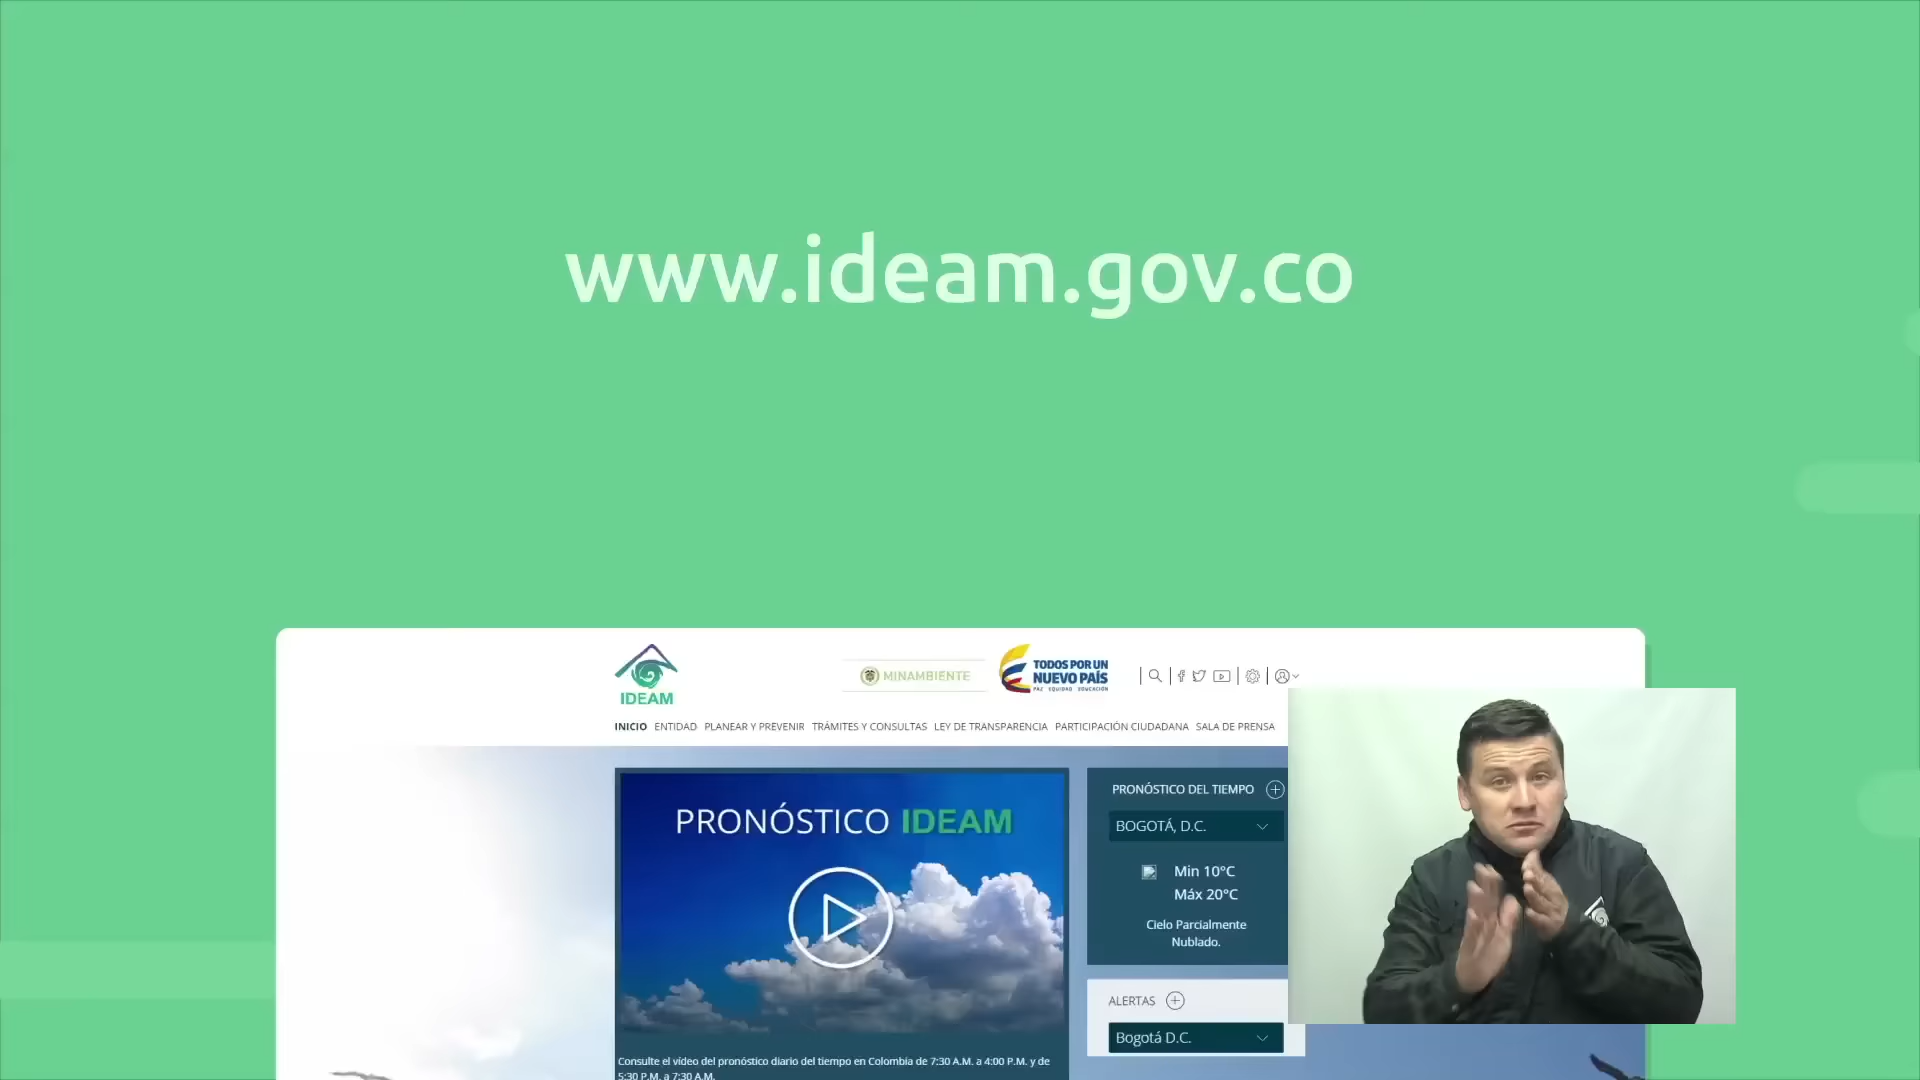 www.ideam.gov.co
IDEAM
MINAMBIENTE
TODOS POR UN
NUEVO PAÍS
PAZ EQUIDAD EDUCACIÓN
INICIO ENTIDAD PLANEAR Y PREVENIR TRÁMITES Y CONSULTAS LEY DE TRANSPARENCIA PARTICIPACIÓN CIUDADANA SALA DE PRENSA
PRONÓSTICO IDEAM
Consulte el video del pronóstico diario del tiempo en Colombia de 7:30 A.M. a 4:00 P.M. y de
5:30 P.M. a 7:30 A.M.
PRONÓSTICO DEL TIEMPO
BOGOTÁ, D.C.
Min 10°C
Máx 20°C
Cielo Parcialmente
Nublado.
ALERTAS
Bogotá D.C.